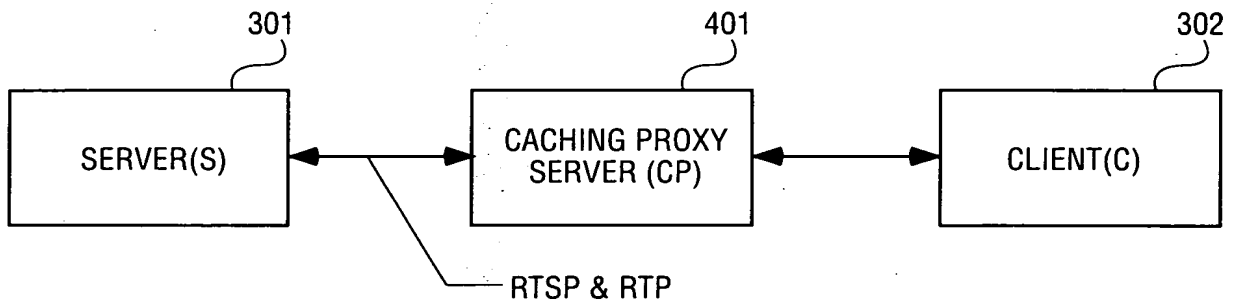 301
401
302
SERVER(S)
CACHING PROXY
SERVER (CP)
CLIENT(C)
RTSP & RTP